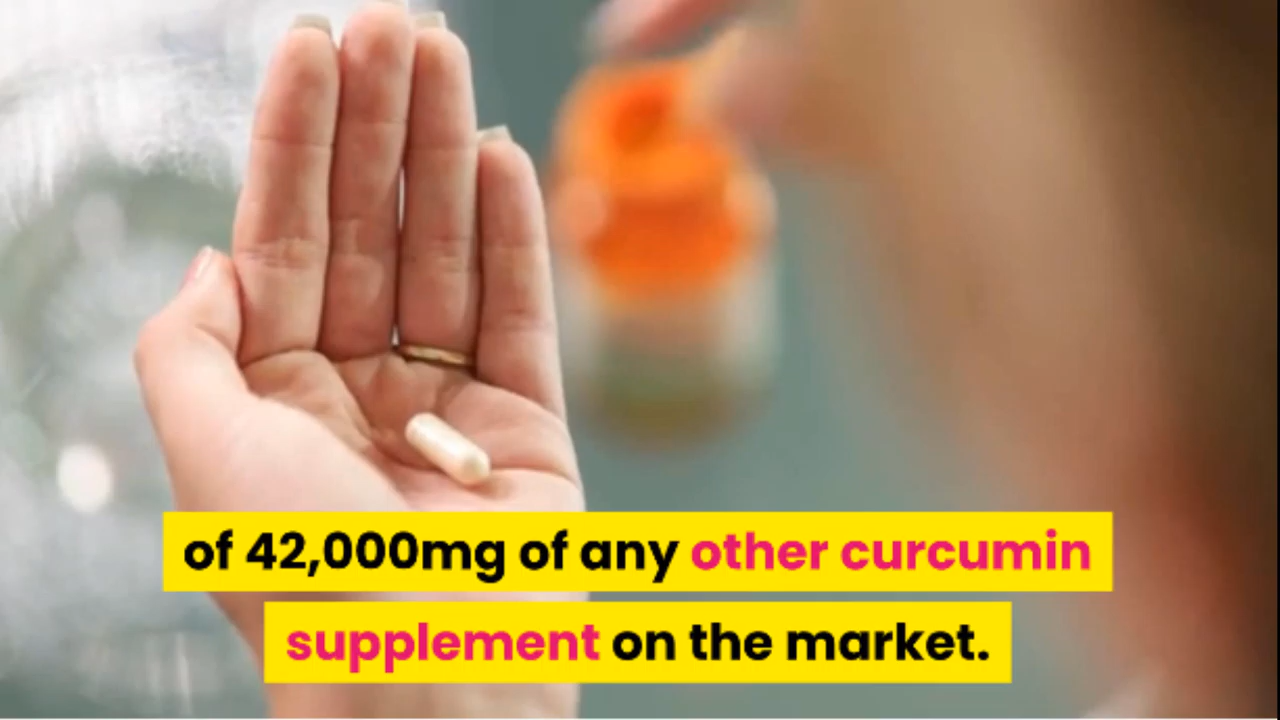 of 42,000mg of any other curcumin
supplement on the market.